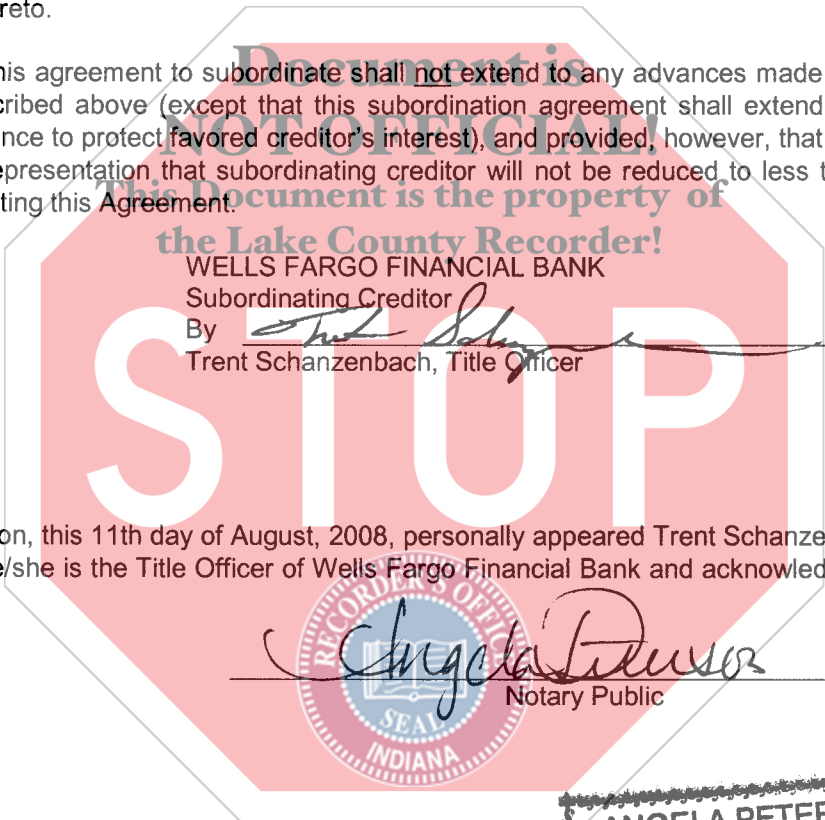 reto.
Document is
his agreement to subordinate shall not extend to any advances made
cribed above (except that this subordination agreement shall extend
NOT OFFICIAL!
nce to protect favored creditor's interest), and provided, however, that
epresentation that subordinating creditor will not be reduced to less t
This Document is the property of
ting this Agreement.
the Lake County Recorder!
WELLS FARGO FINANCIAL BANK
Subordinating Creditor
By
Trent Schanzenbach, Title Officer
STOP
on, this 11th day of August, 2008, personally appeared Trent Schanze
e/she is the Title Officer of Wells Fargo Financial Bank and acknowled
RECORDER'S OFFICE
Angela
Notary Public
SEAL
INDIANA
ANGELA PETER